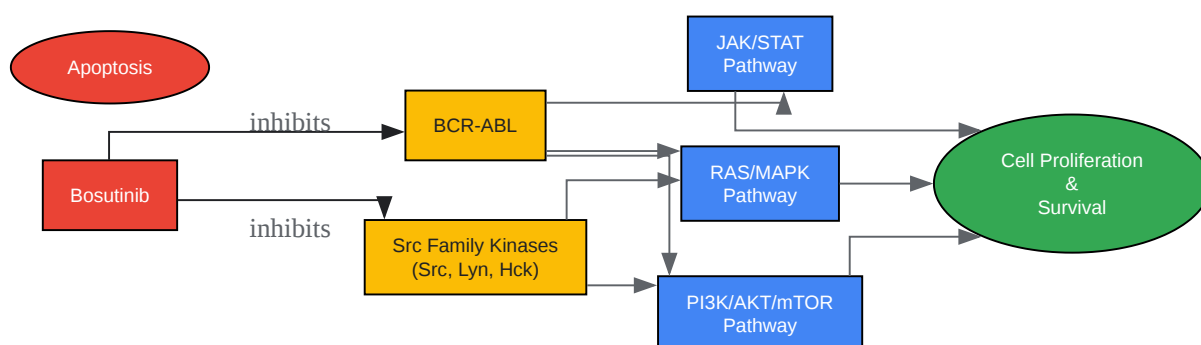 JAK/STAT
Pathway
Apoptosis
inhibits
BCR-ABL
Cell Proliferation
&
Survival
RAS/MAPK
Pathway
Bosutinib
inhibits
Src Family Kinases
(Src, Lyn, Hck)
PI3K/AKT/mTOR
Pathway